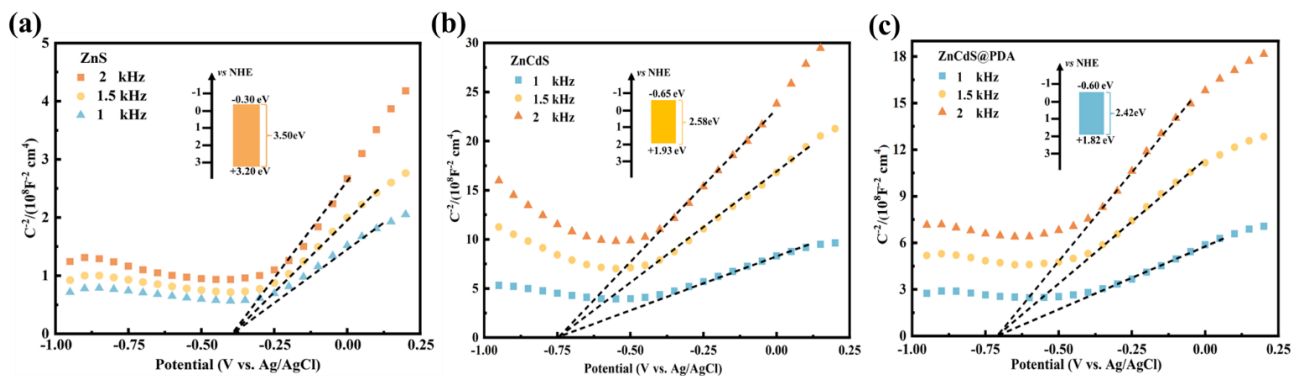 (a)
ZnS
2 kHz
1.5 kHz
1 kHz
vs NHE
-1
0
1
2
3
-0.30 eV
3.50 eV
+3.20 eV
C⁻²/(10⁸F⁻² cm⁴)
5
4
3
2
1
0
-1.00
-0.75
-0.50
-0.25
0.00
0.25
Potential (V vs. Ag/AgCl)
(b)
ZnCdS
1 kHz
1.5 kHz
2 kHz
vs NHE
-1
0
1
2
-0.65 eV
2.58 eV
+1.93 eV
C⁻²/(10⁸F⁻² cm⁴)
30
25
20
15
10
5
0
-1.00
-0.75
-0.50
-0.25
0.00
0.25
Potential (V vs. Ag/AgCl)
(c)
ZnCdS@PDA
1 kHz
1.5 kHz
2 kHz
vs NHE
-1
0
1
2
3
-0.60 eV
2.42 eV
+1.82 eV
C⁻²/(10⁸F⁻² cm⁴)
18
15
12
9
6
3
0
-1.00
-0.75
-0.50
-0.25
0.00
0.25
Potential (V vs. Ag/AgCl)